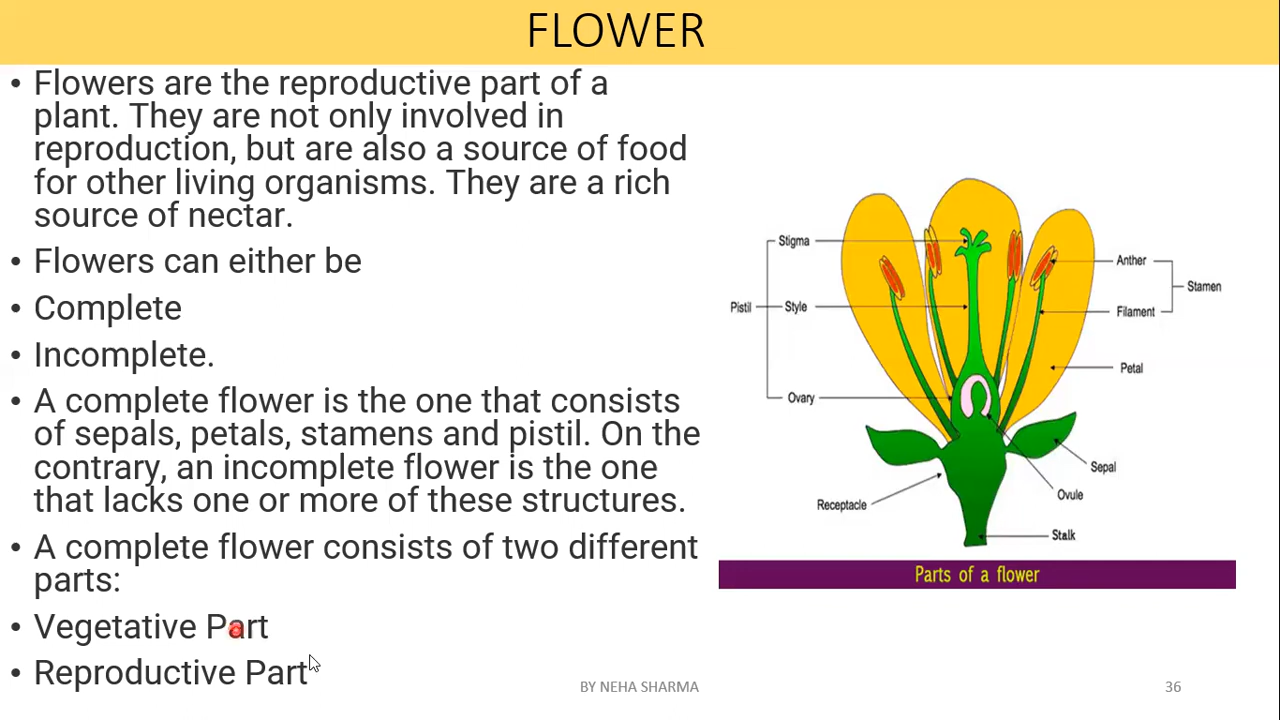 FLOWER
• Flowers are the reproductive part of a
plant. They are not only involved in
reproduction, but are also a source of food
for other living organisms. They are a rich
source of nectar.
• Flowers can either be
• Complete
• Incomplete.
• A complete flower is the one that consists
of sepals, petals, stamens and pistil. On the
contrary, an incomplete flower is the one
that lacks one or more of these structures.
• A complete flower consists of two different
parts:
• Vegetative Part
• Reproductive Part
Stigma
Pistil
Style
Ovary
Receptacle
Anther
Stamen
Filament
Petal
Sepal
Ovule
Stalk
Parts of a flower
BY NEHA SHARMA
36